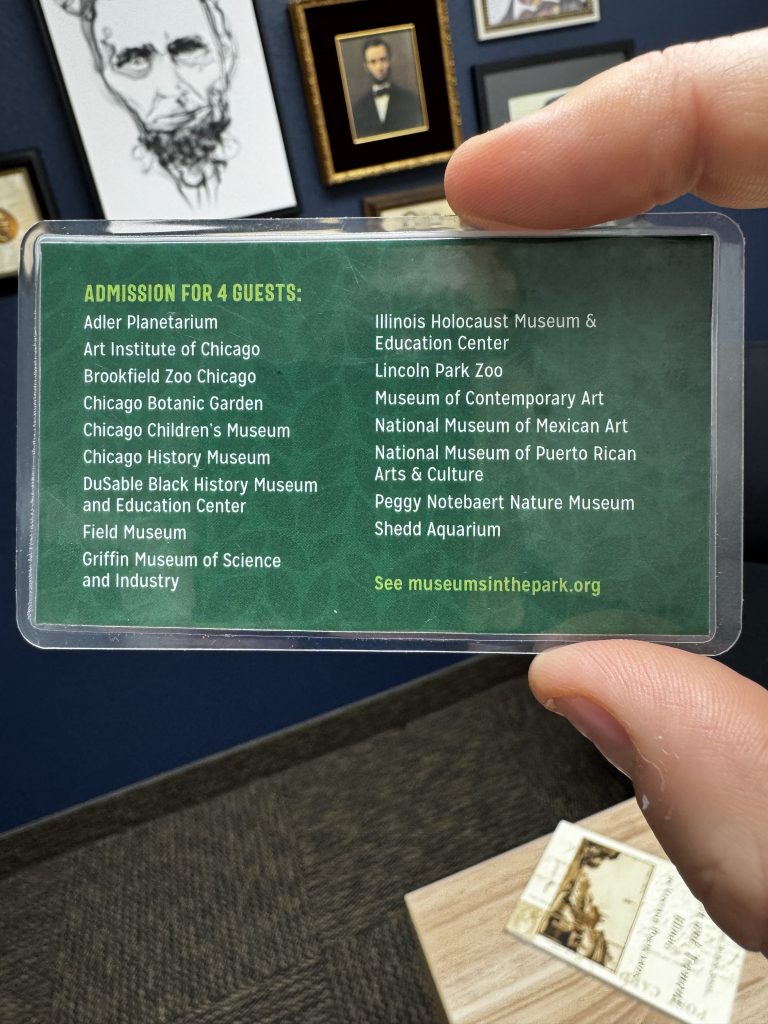 ADMISSION FOR 4 GUESTS:
Adler Planetarium
Art Institute of Chicago
Brookfield Zoo Chicago
Chicago Botanic Garden
Chicago Children's Museum
Chicago History Museum
DuSable Black History Museum
and Education Center
Field Museum
Griffin Museum of Science
and Industry
Illinois Holocaust Museum &
Education Center
Lincoln Park Zoo
Museum of Contemporary Art
National Museum of Mexican Art
National Museum of Puerto Rican
Arts & Culture
Peggy Notebaert Nature Museum
Shedd Aquarium
See museumsinthepark.org
POST CARD